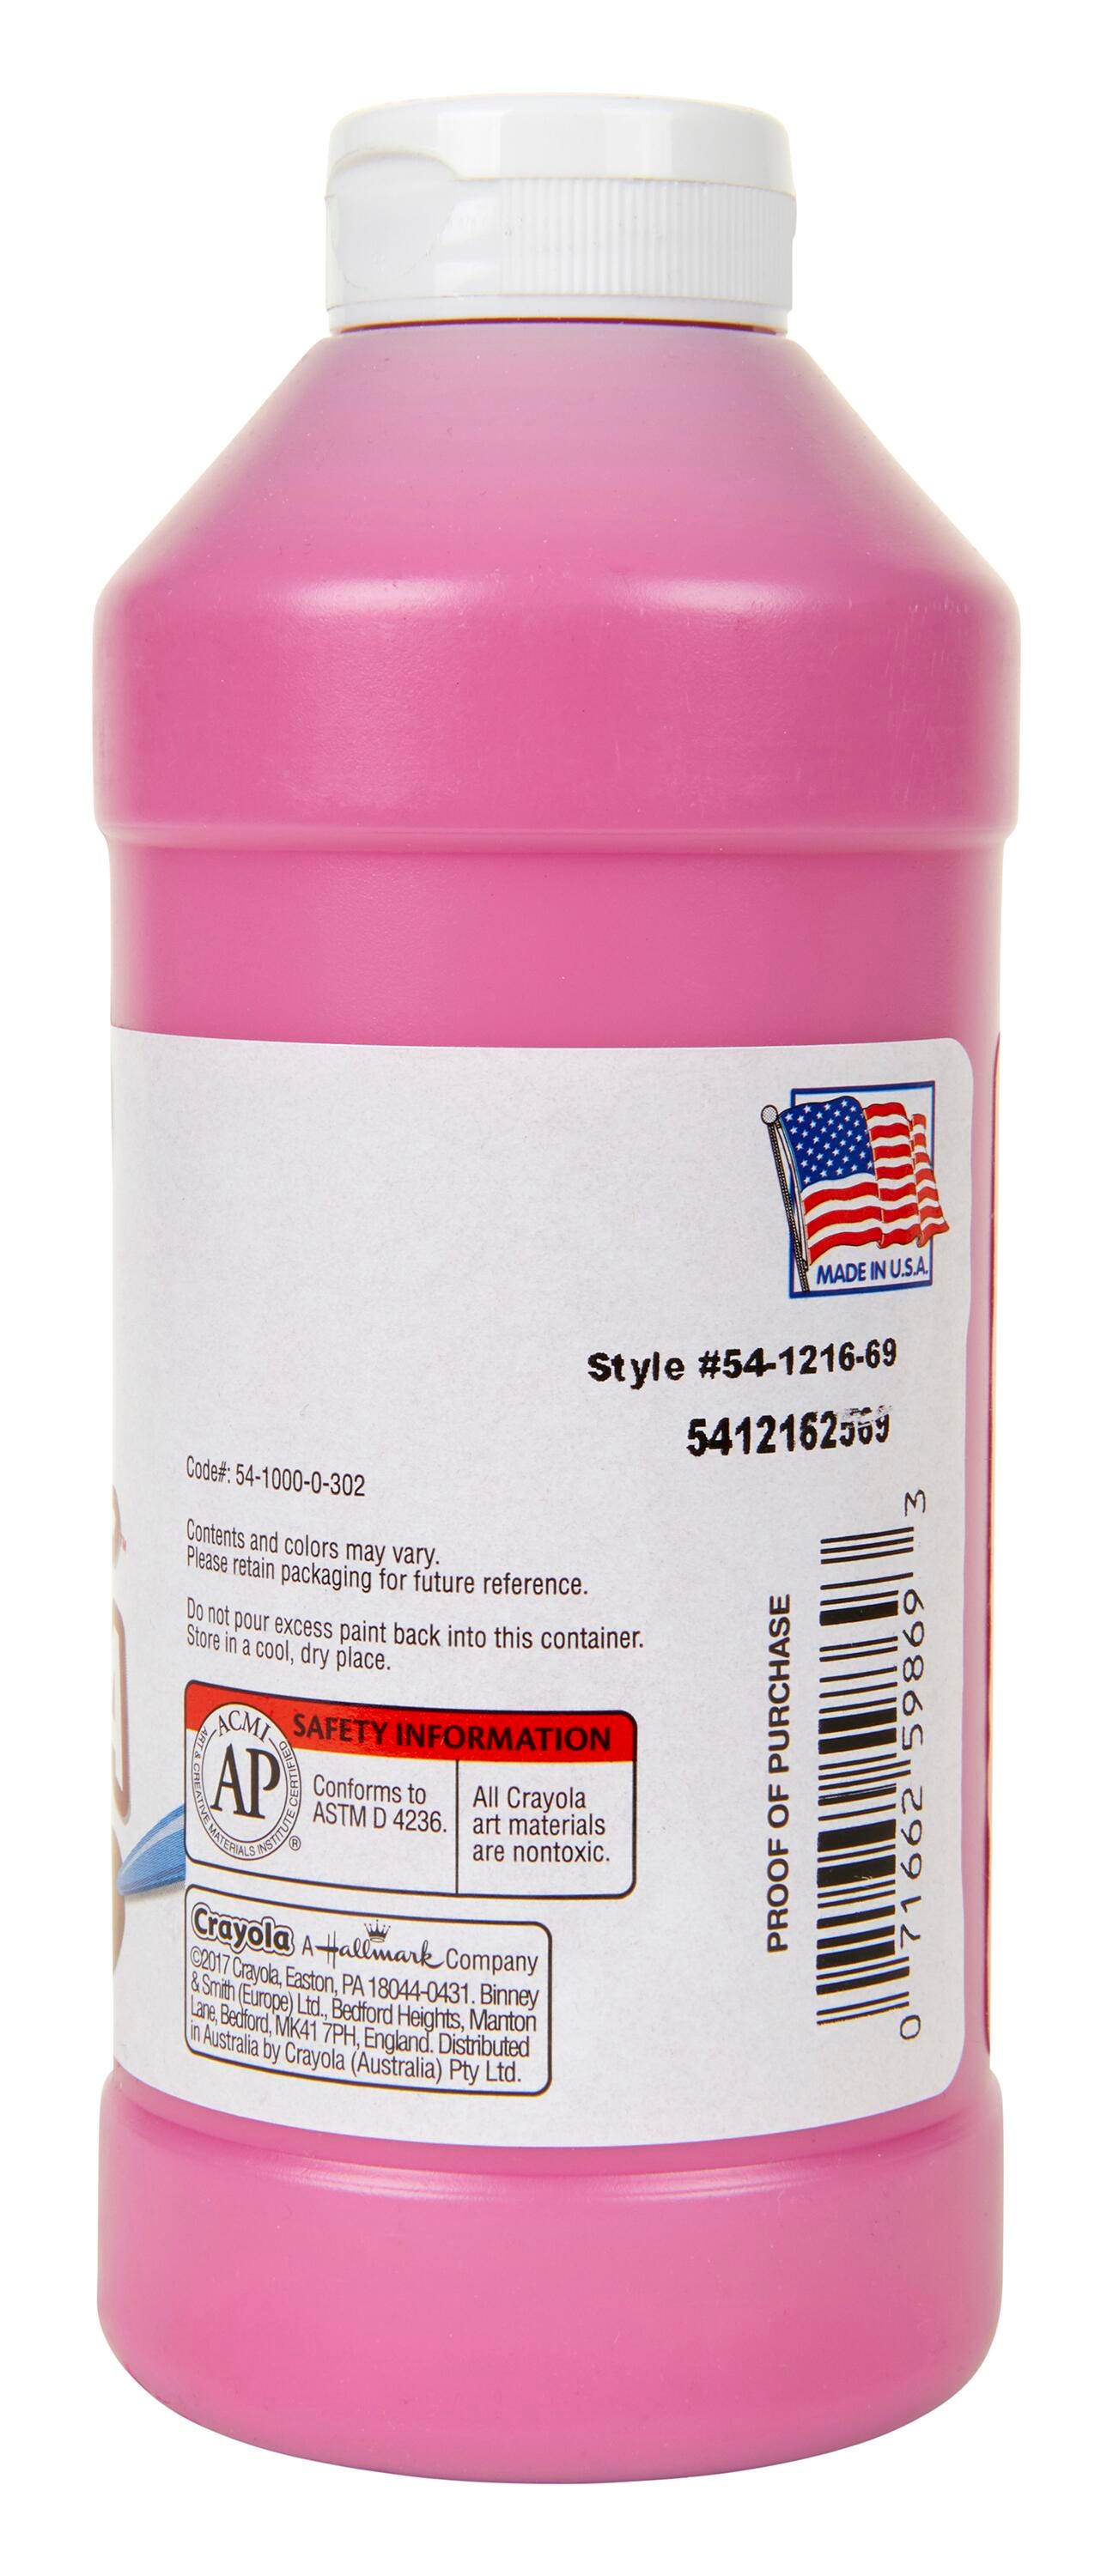 MADE IN U.S.A.
Style #54-1216-69
5412162569
Code#: 54-1000-0-302
Contents and colors may vary.
Please retain packaging for future reference.
Do not pour excess paint back into this container.
Store in a cool, dry place.
SAFETY INFORMATION
ACMI
AP
ART & CREATIVE MATERIALS INSTITUTE CERTIFIED
®
Conforms to
ASTM D 4236.
All Crayola
art materials
are nontoxic.
Crayola A Hallmark Company
©2017 Crayola, Easton, PA 18044-0431. Binney
& Smith (Europe) Ltd., Bedford Heights, Manton
Lane, Bedford, MK41 7PH, England. Distributed
in Australia by Crayola (Australia) Pty Ltd.
PROOF OF PURCHASE
0 71662 59869 3